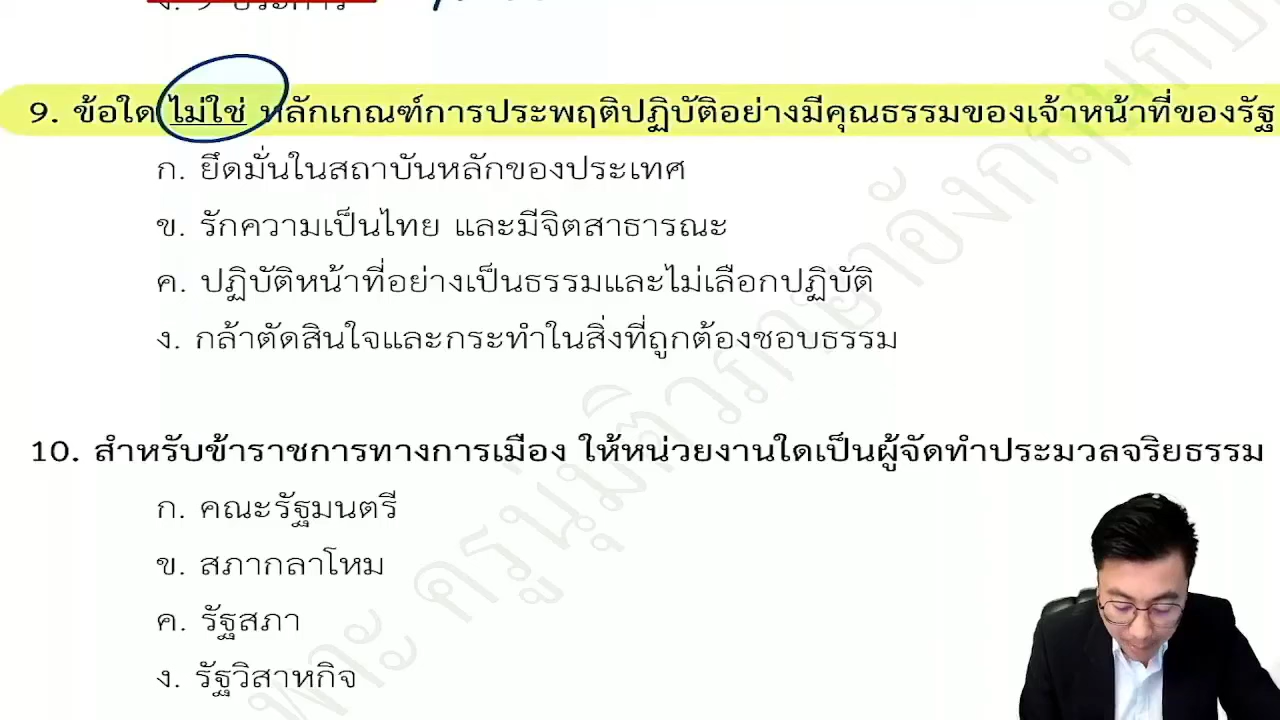 ง. 9 ประการ
9. ข้อใด ไม่ใช่ หลักเกณฑ์การประพฤติปฏิบัติอย่างมีคุณธรรมของเจ้าหน้าที่ของรัฐ
ก. ยึดมั่นในสถาบันหลักของประเทศ
ข. รักความเป็นไทย และมีจิตสาธารณะ
ค. ปฏิบัติหน้าที่อย่างเป็นธรรมและไม่เลือกปฏิบัติ
ง. กล้าตัดสินใจและกระทำในสิ่งที่ถูกต้องชอบธรรม
10. สำหรับข้าราชการทางการเมือง ให้หน่วยงานใดเป็นผู้จัดทำประมวลจริยธรรม
ก. คณะรัฐมนตรี
ข. สภากลาโหม
ค. รัฐสภา
ง. รัฐวิสาหกิจ